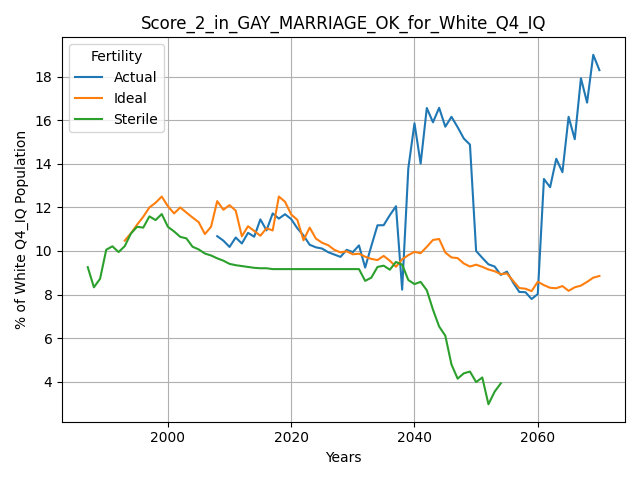 Score_2_in_GAY_MARRIAGE_OK_for_White_Q4_IQ
Fertility
Actual
Ideal
Sterile
% of White Q4_IQ Population
18
16
14
12
10
8
6
4
2000
2020
2040
2060
Years